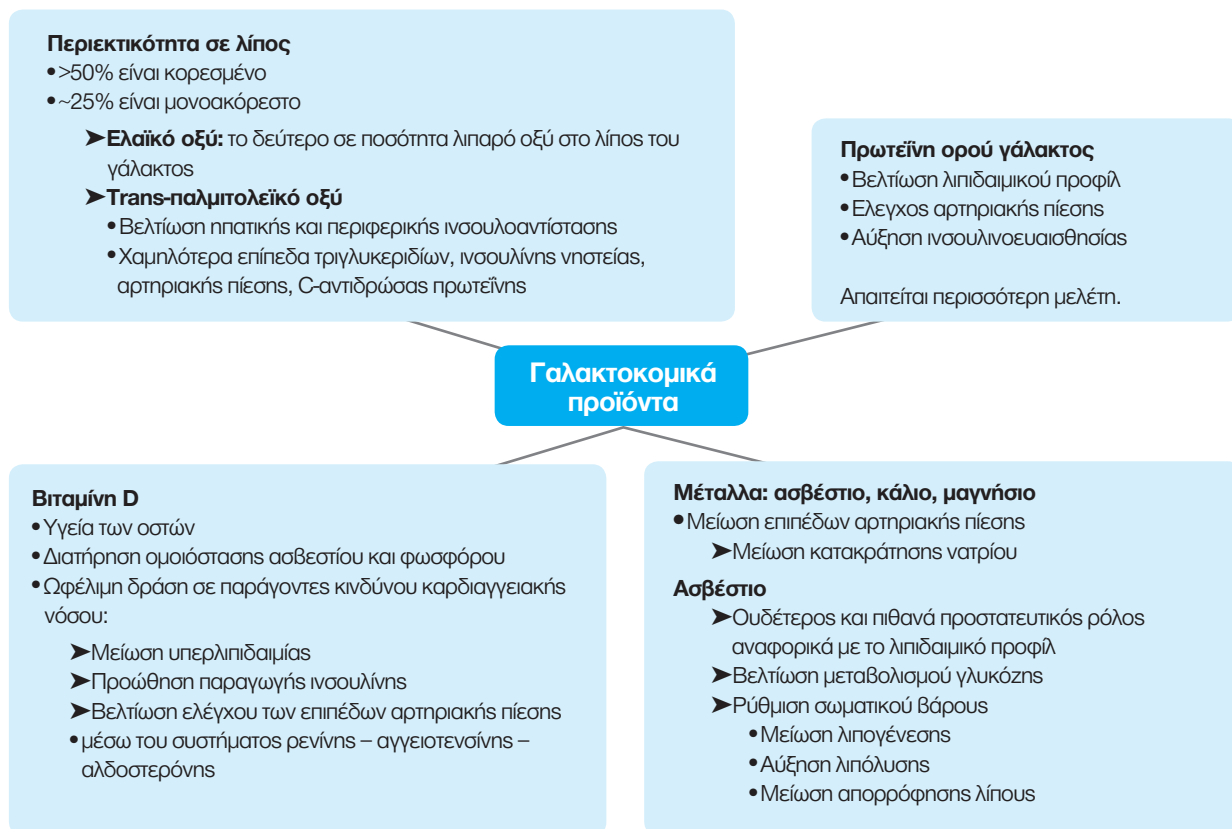 Περιεκτικότητα σε λίπος
•>50% είναι κορεσμένο
•~25% είναι μονοακόρεστο
➤Ελαϊκό οξύ: το δεύτερο σε ποσότητα λιπαρό οξύ στο λίπος του
γάλακτος
➤Trans-παλμιτολεϊκό οξύ
•Βελτίωση ηπατικής και περιφερικής ινσουλοαντίστασης
•Χαμηλότερα επίπεδα τριγλυκεριδίων, ινσουλίνης νηστείας,
αρτηριακής πίεσης, C-αντιδρώσας πρωτεΐνης
Πρωτεΐνη ορού γάλακτος
•Βελτίωση λιπιδαιμικού προφίλ
•Ελεγχος αρτηριακής πίεσης
•Αύξηση ινσουλινοευαισθησίας
Απαιτείται περισσότερη μελέτη.
Γαλακτοκομικά
προϊόντα
Βιταμίνη D
•Υγεία των οστών
•Διατήρηση ομοιόστασης ασβεστίου και φωσφόρου
•Ωφέλιμη δράση σε παράγοντες κινδύνου καρδιαγγειακής
νόσου:
➤Μείωση υπερλιπιδαιμίας
➤Προώθηση παραγωγής ινσουλίνης
➤Βελτίωση ελέγχου των επιπέδων αρτηριακής πίεσης
•μέσω του συστήματος ρενίνης – αγγειοτενσίνης –
αλδοστερόνης
Μέταλλα: ασβέστιο, κάλιο, μαγνήσιο
•Μείωση επιπέδων αρτηριακής πίεσης
➤Μείωση κατακράτησης νατρίου
Ασβέστιο
➤Ουδέτερος και πιθανά προστατευτικός ρόλος
αναφορικά με το λιπιδαιμικό προφίλ
➤Βελτίωση μεταβολισμού γλυκόζης
➤Ρύθμιση σωματικού βάρους
•Μείωση λιπογένεσης
•Αύξηση λιπόλυσης
•Μείωση απορρόφησης λίπους